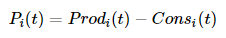 P_i(t) = Prod_i(t) − Cons_i(t)